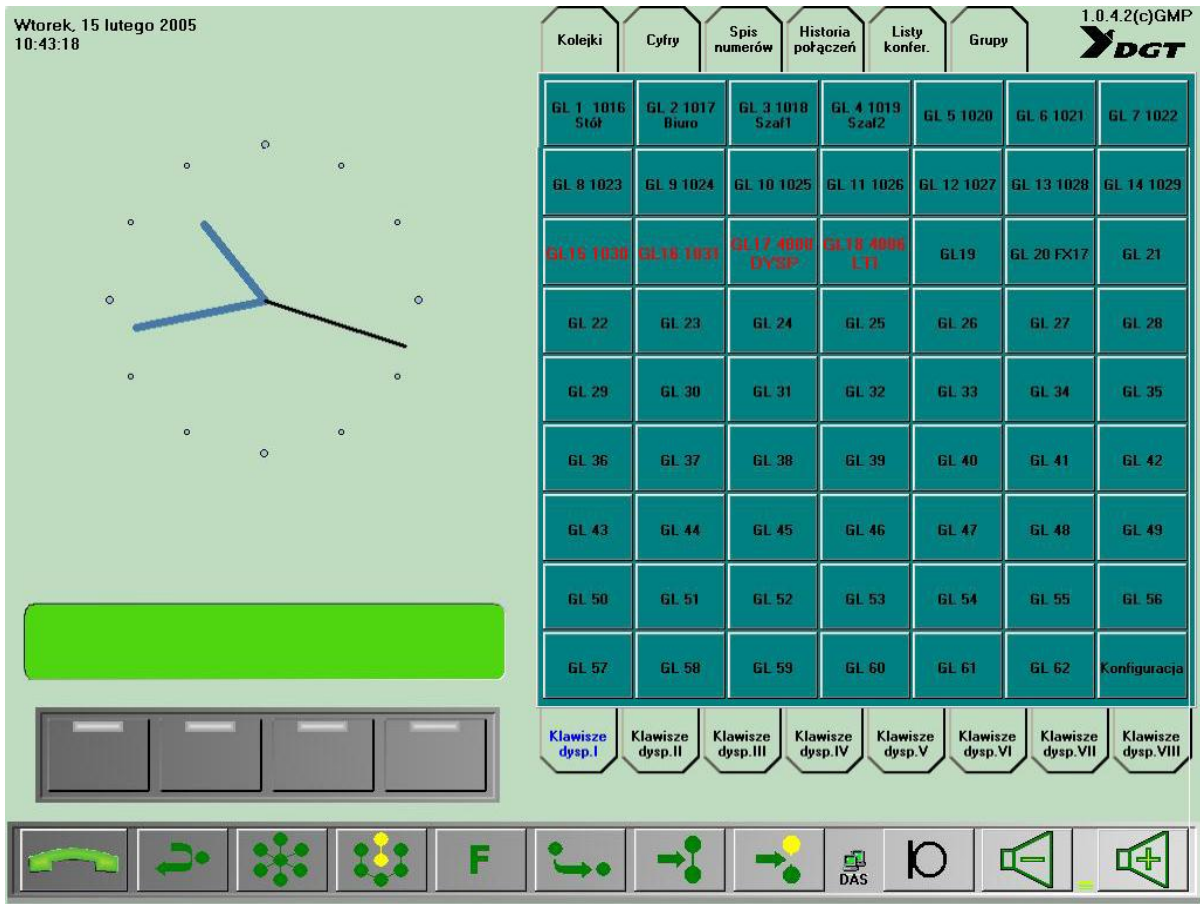 Wtorek, 15 lutego 2005
10:43:18
1.0.4.2(c)GMP
DGT
Kolejki
Cyfry
Spis
numerów
Historia
połączeń
Listy
konfer.
Grupy
GL 1 1016
Stół
GL 2 1017
Biuro
GL 3 1018
Szaf1
GL 4 1019
Szaf2
GL 5 1020
GL 6 1021
GL 7 1022
GL 8 1023
GL 9 1024
GL 10 1025
GL 11 1026
GL 12 1027
GL 13 1028
GL 14 1029
GL15 1030
GL16 1031
GL17 4000
DYSP
GL18 4006
LTI
GL19
GL 20 FX17
GL 21
GL 22
GL 23
GL 24
GL 25
GL 26
GL 27
GL 28
GL 29
GL 30
GL 31
GL 32
GL 33
GL 34
GL 35
GL 36
GL 37
GL 38
GL 39
GL 40
GL 41
GL 42
GL 43
GL 44
GL 45
GL 46
GL 47
GL 48
GL 49
GL 50
GL 51
GL 52
GL 53
GL 54
GL 55
GL 56
GL 57
GL 58
GL 59
GL 60
GL 61
GL 62
Konfiguracja
Klawisze
dysp.I
Klawisze
dysp.II
Klawisze
dysp.III
Klawisze
dysp.IV
Klawisze
dysp.V
Klawisze
dysp.VI
Klawisze
dysp.VII
Klawisze
dysp.VIII
F
DAS